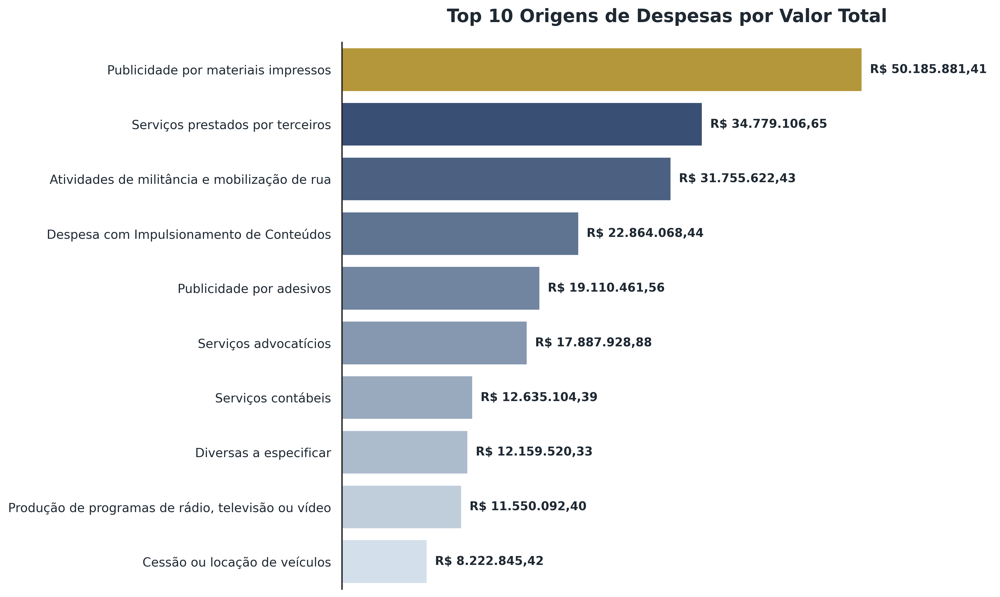 Top 10 Origens de Despesas por Valor Total
Publicidade por materiais impressos R$ 50.185.881,41
Serviços prestados por terceiros R$ 34.779.106,65
Atividades de militância e mobilização de rua R$ 31.755.622,43
Despesa com Impulsionamento de Conteúdos R$ 22.864.068,44
Publicidade por adesivos R$ 19.110.461,56
Serviços advocatícios R$ 17.887.928,88
Serviços contábeis R$ 12.635.104,39
Diversas a especificar R$ 12.159.520,33
Produção de programas de rádio, televisão ou vídeo R$ 11.550.092,40
Cessão ou locação de veículos R$ 8.222.845,42